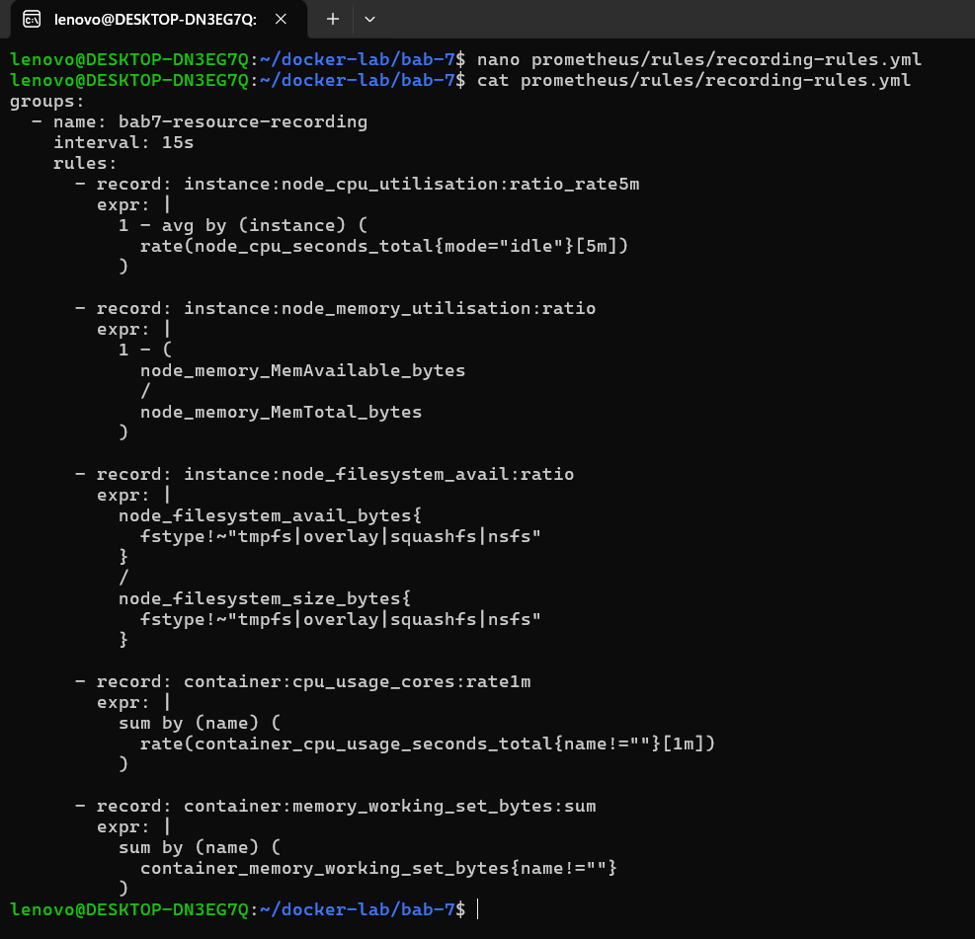 lenovo@DESKTOP-DN3EG7Q:
lenovo@DESKTOP-DN3EG7Q:~/docker-lab/bab-7$ nano prometheus/rules/recording-rules.yml
lenovo@DESKTOP-DN3EG7Q:~/docker-lab/bab-7$ cat prometheus/rules/recording-rules.yml
groups:
  - name: bab7-resource-recording
    interval: 15s
    rules:
      - record: instance:node_cpu_utilisation:ratio_rate5m
        expr: |
          1 - avg by (instance) (
            rate(node_cpu_seconds_total{mode="idle"}[5m])
          )

      - record: instance:node_memory_utilisation:ratio
        expr: |
          1 - (
            node_memory_MemAvailable_bytes
            /
            node_memory_MemTotal_bytes
          )

      - record: instance:node_filesystem_avail:ratio
        expr: |
          node_filesystem_avail_bytes{
            fstype!~"tmpfs|overlay|squashfs|nsfs"
          }
          /
          node_filesystem_size_bytes{
            fstype!~"tmpfs|overlay|squashfs|nsfs"
          }

      - record: container:cpu_usage_cores:rate1m
        expr: |
          sum by (name) (
            rate(container_cpu_usage_seconds_total{name!=""}[1m])
          )

      - record: container:memory_working_set_bytes:sum
        expr: |
          sum by (name) (
            container_memory_working_set_bytes{name!=""}
          )
lenovo@DESKTOP-DN3EG7Q:~/docker-lab/bab-7$